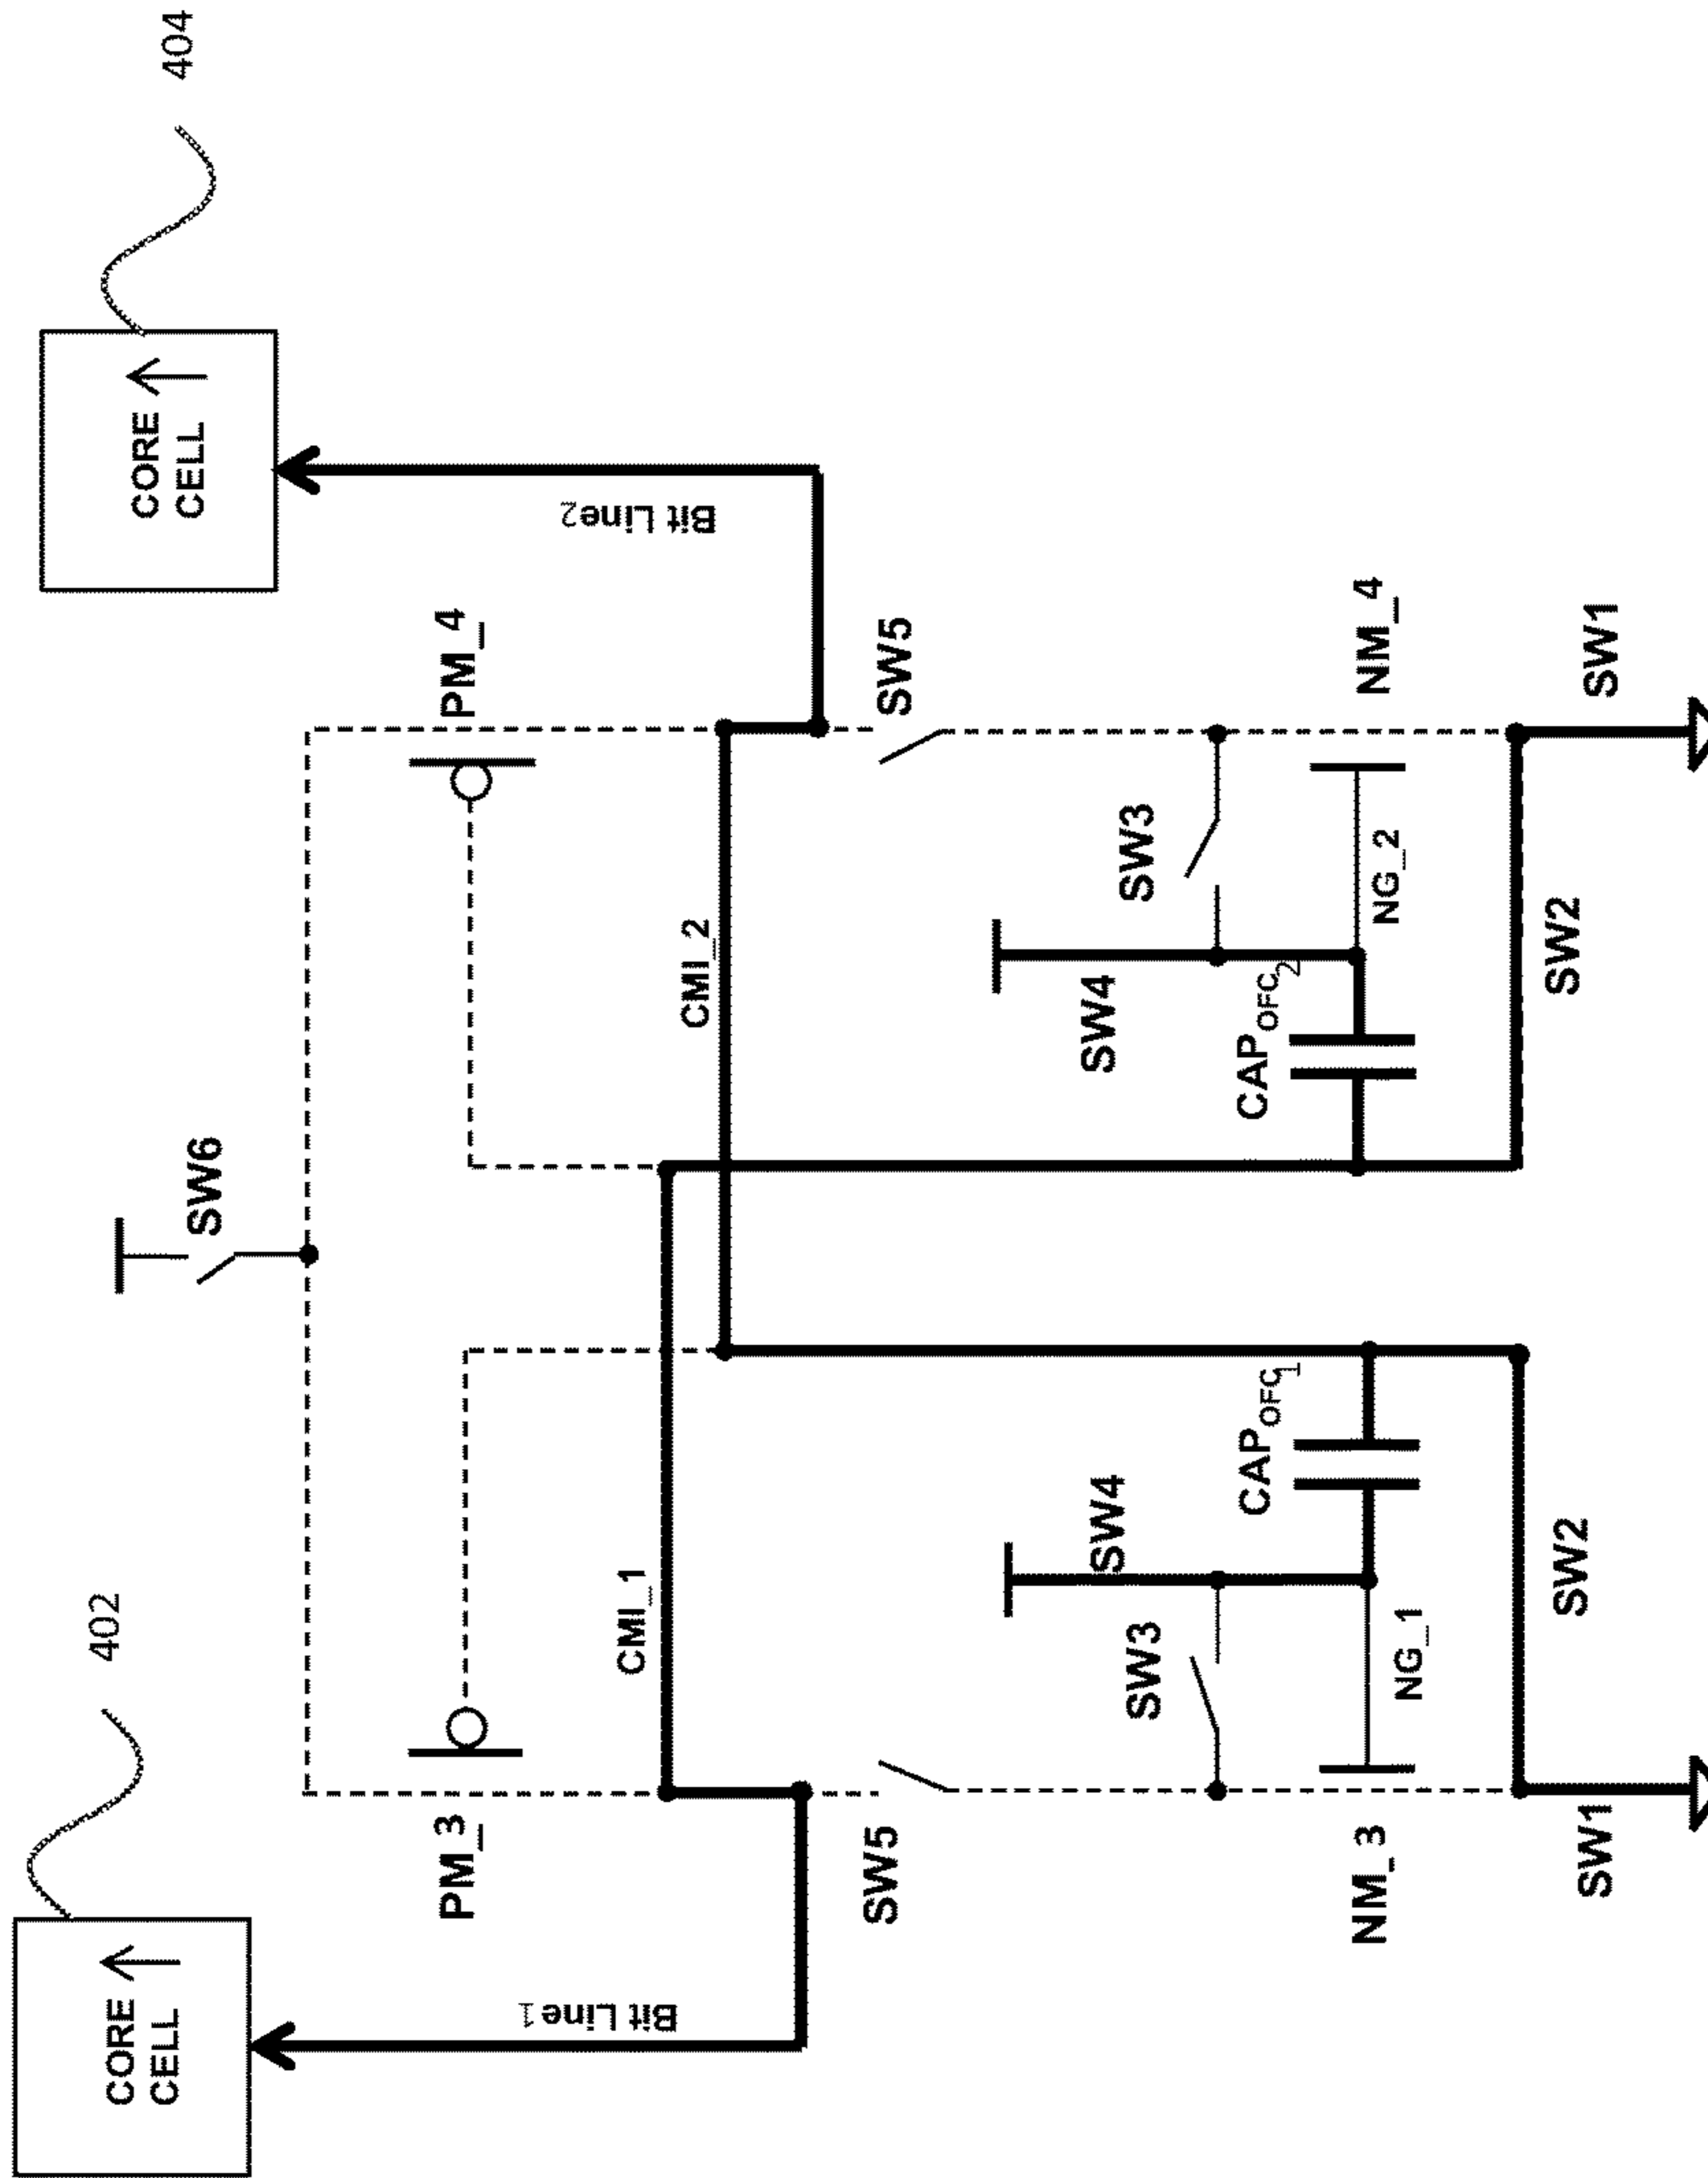 402
404
CORE
CELL
CORE
CELL
SW6
PM_3
PM_4
Bit Line1
Bit Line2
CMI_1
CMI_2
SW5
SW5
SW4
SW4
SW3
SW3
CAPOFC1
CAPOFC2
NG_1
NG_2
NM_3
NM_4
SW2
SW2
SW1
SW1